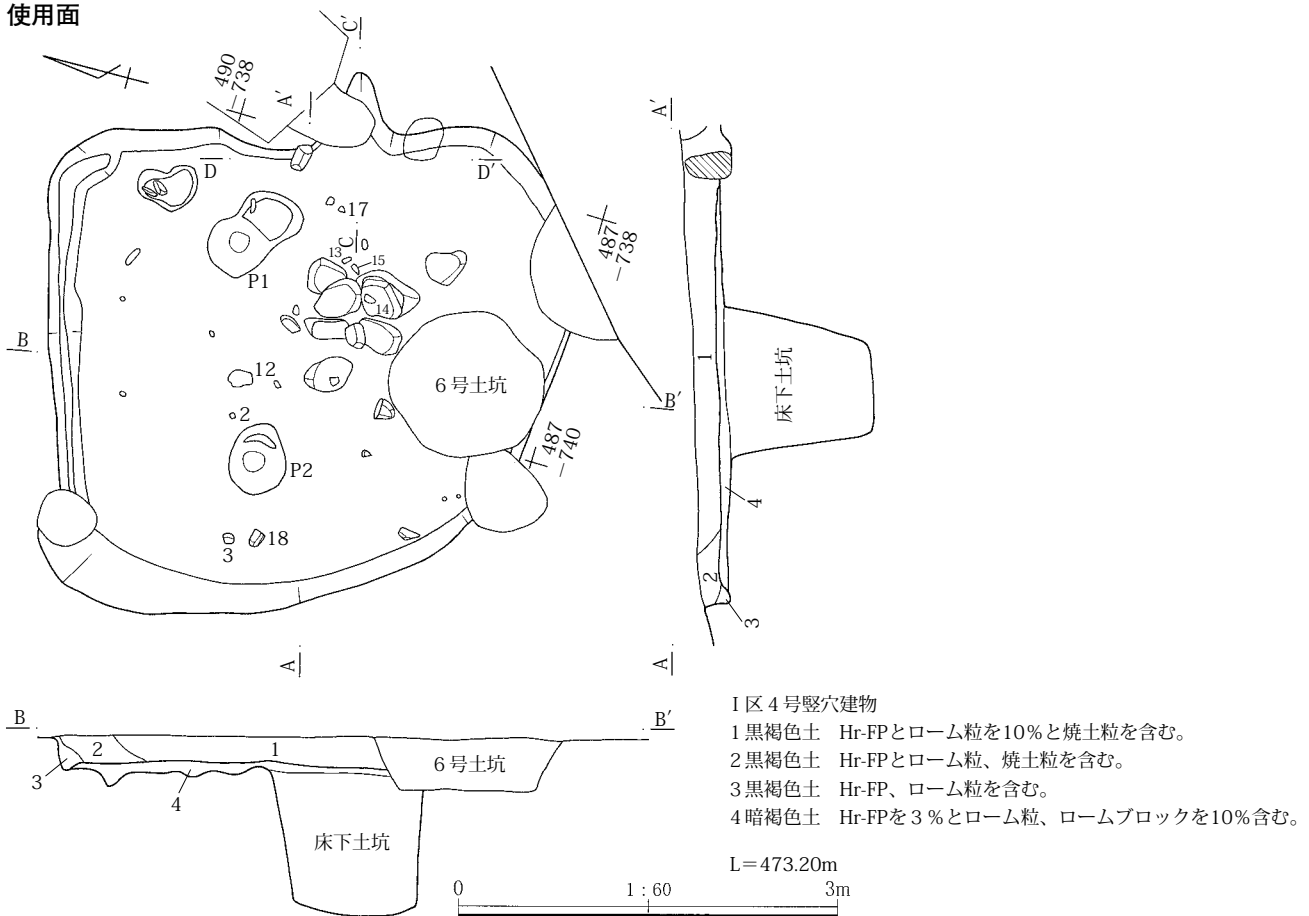 使用面
C′
490
−738
A′
A′
D
D′
17
487
−738
C
13
15
P1
14
B
1
12
6号土坑
床下土坑
B′
2
487
−740
P2
4
3
18
2
3
A
A
B
B′
2
1
6号土坑
3
4
床下土坑
Ⅰ区4号竪穴建物
1 黒褐色土　Hr-FPとローム粒を10%と焼土粒を含む。
2 黒褐色土　Hr-FPとローム粒、焼土粒を含む。
3 黒褐色土　Hr-FP、ローム粒を含む。
4 暗褐色土　Hr-FPを3%とローム粒、ロームブロックを10%含む。
L=473.20m
0
1：60
3m